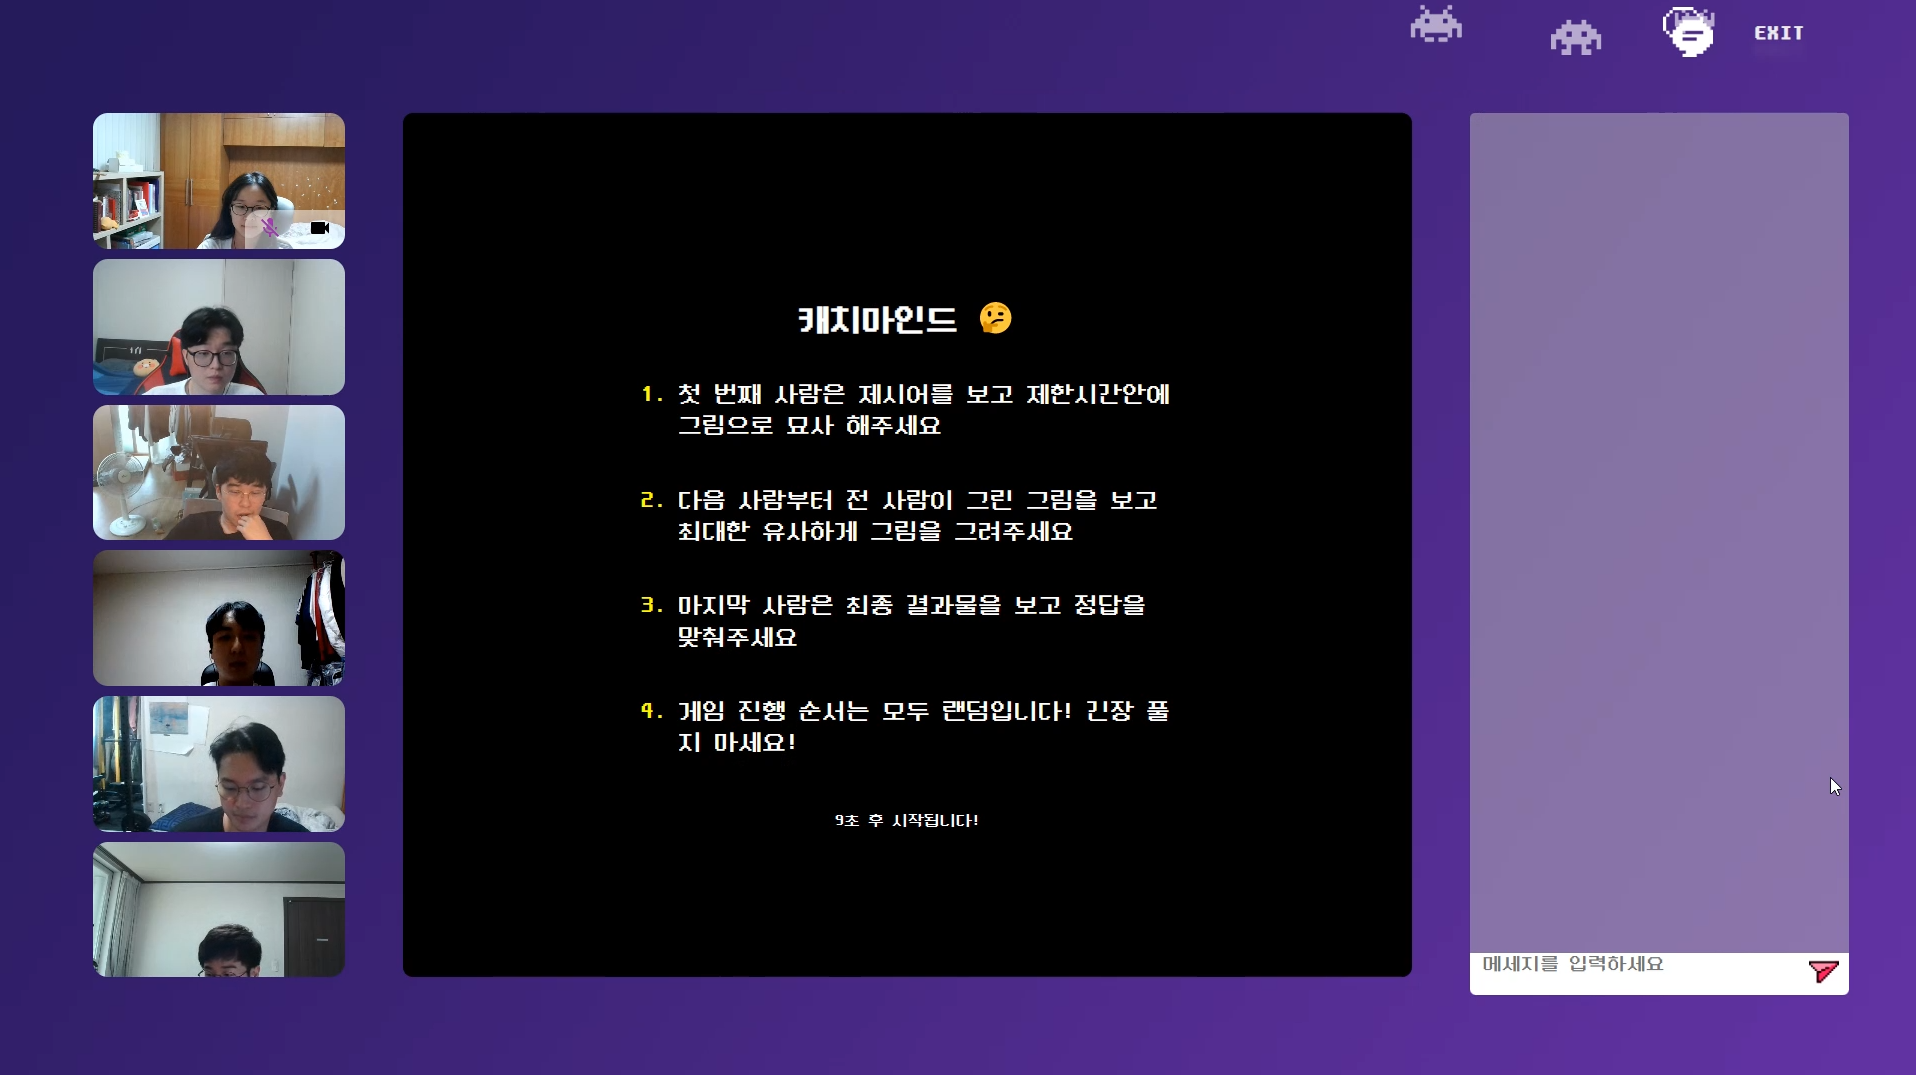 EXIT
캐치마인드 🤔
1. 첫 번째 사람은 제시어를 보고 제한시간안에
그림으로 묘사 해주세요
2. 다음 사람부터 전 사람이 그린 그림을 보고
최대한 유사하게 그림을 그려주세요
3. 마지막 사람은 최종 결과물을 보고 정답을
맞춰주세요
4. 게임 진행 순서는 모두 랜덤입니다! 긴장 풀
지 마세요!
9초 후 시작됩니다!
메세지를 입력하세요